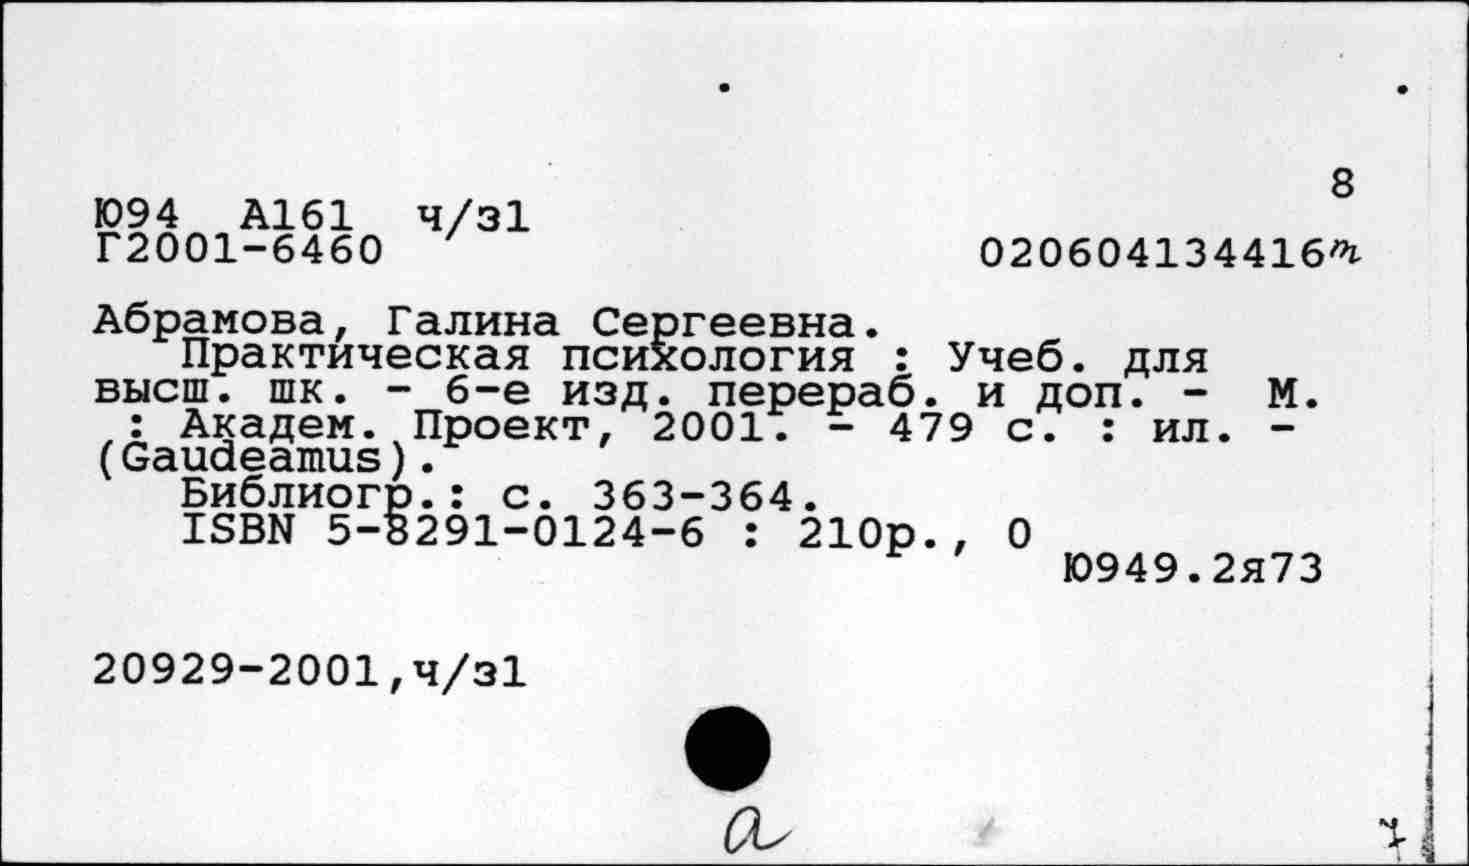 8
Ю94 А161 ч/з1
Г2001-6460 020604134416
Абрамова, Галина Сергеевна.
Практическая психология : Учеб. для
высш. шк. - 6-е изд. перераб. и доп. - М.
: Академ. Проект, 2001. - 479 с. : ил. -
(Gaudeamus).
Библиогр.: с. 363-364.
ISBN 5-8291-0124-6 : 210р., 0
Ю949.2я73
20929-2001,ч/з1
а